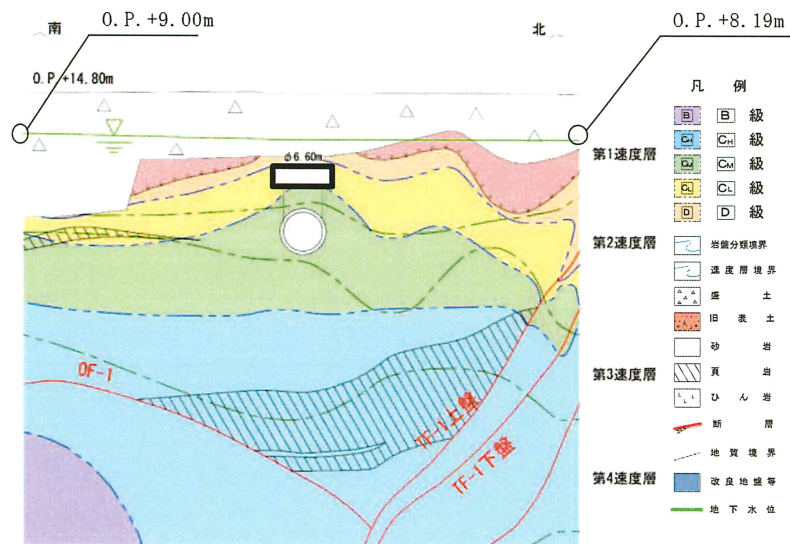 O.P.+9.00m
O.P.+8.19m
南
北
O.P.+14.80m
φ6.60m
第1速度層
第2速度層
第3速度層
第4速度層
OF-1
TF-1上盤
TF-1下盤
凡 例
B B 級
CH CH 級
CM CM 級
CL CL 級
D D 級
岩盤分類境界
速度層境界
盛 土
旧 表 土
砂 岩
頁 岩
ひ ん 岩
断 層
地 質 境 界
改 良 地 盤 等
地 下 水 位